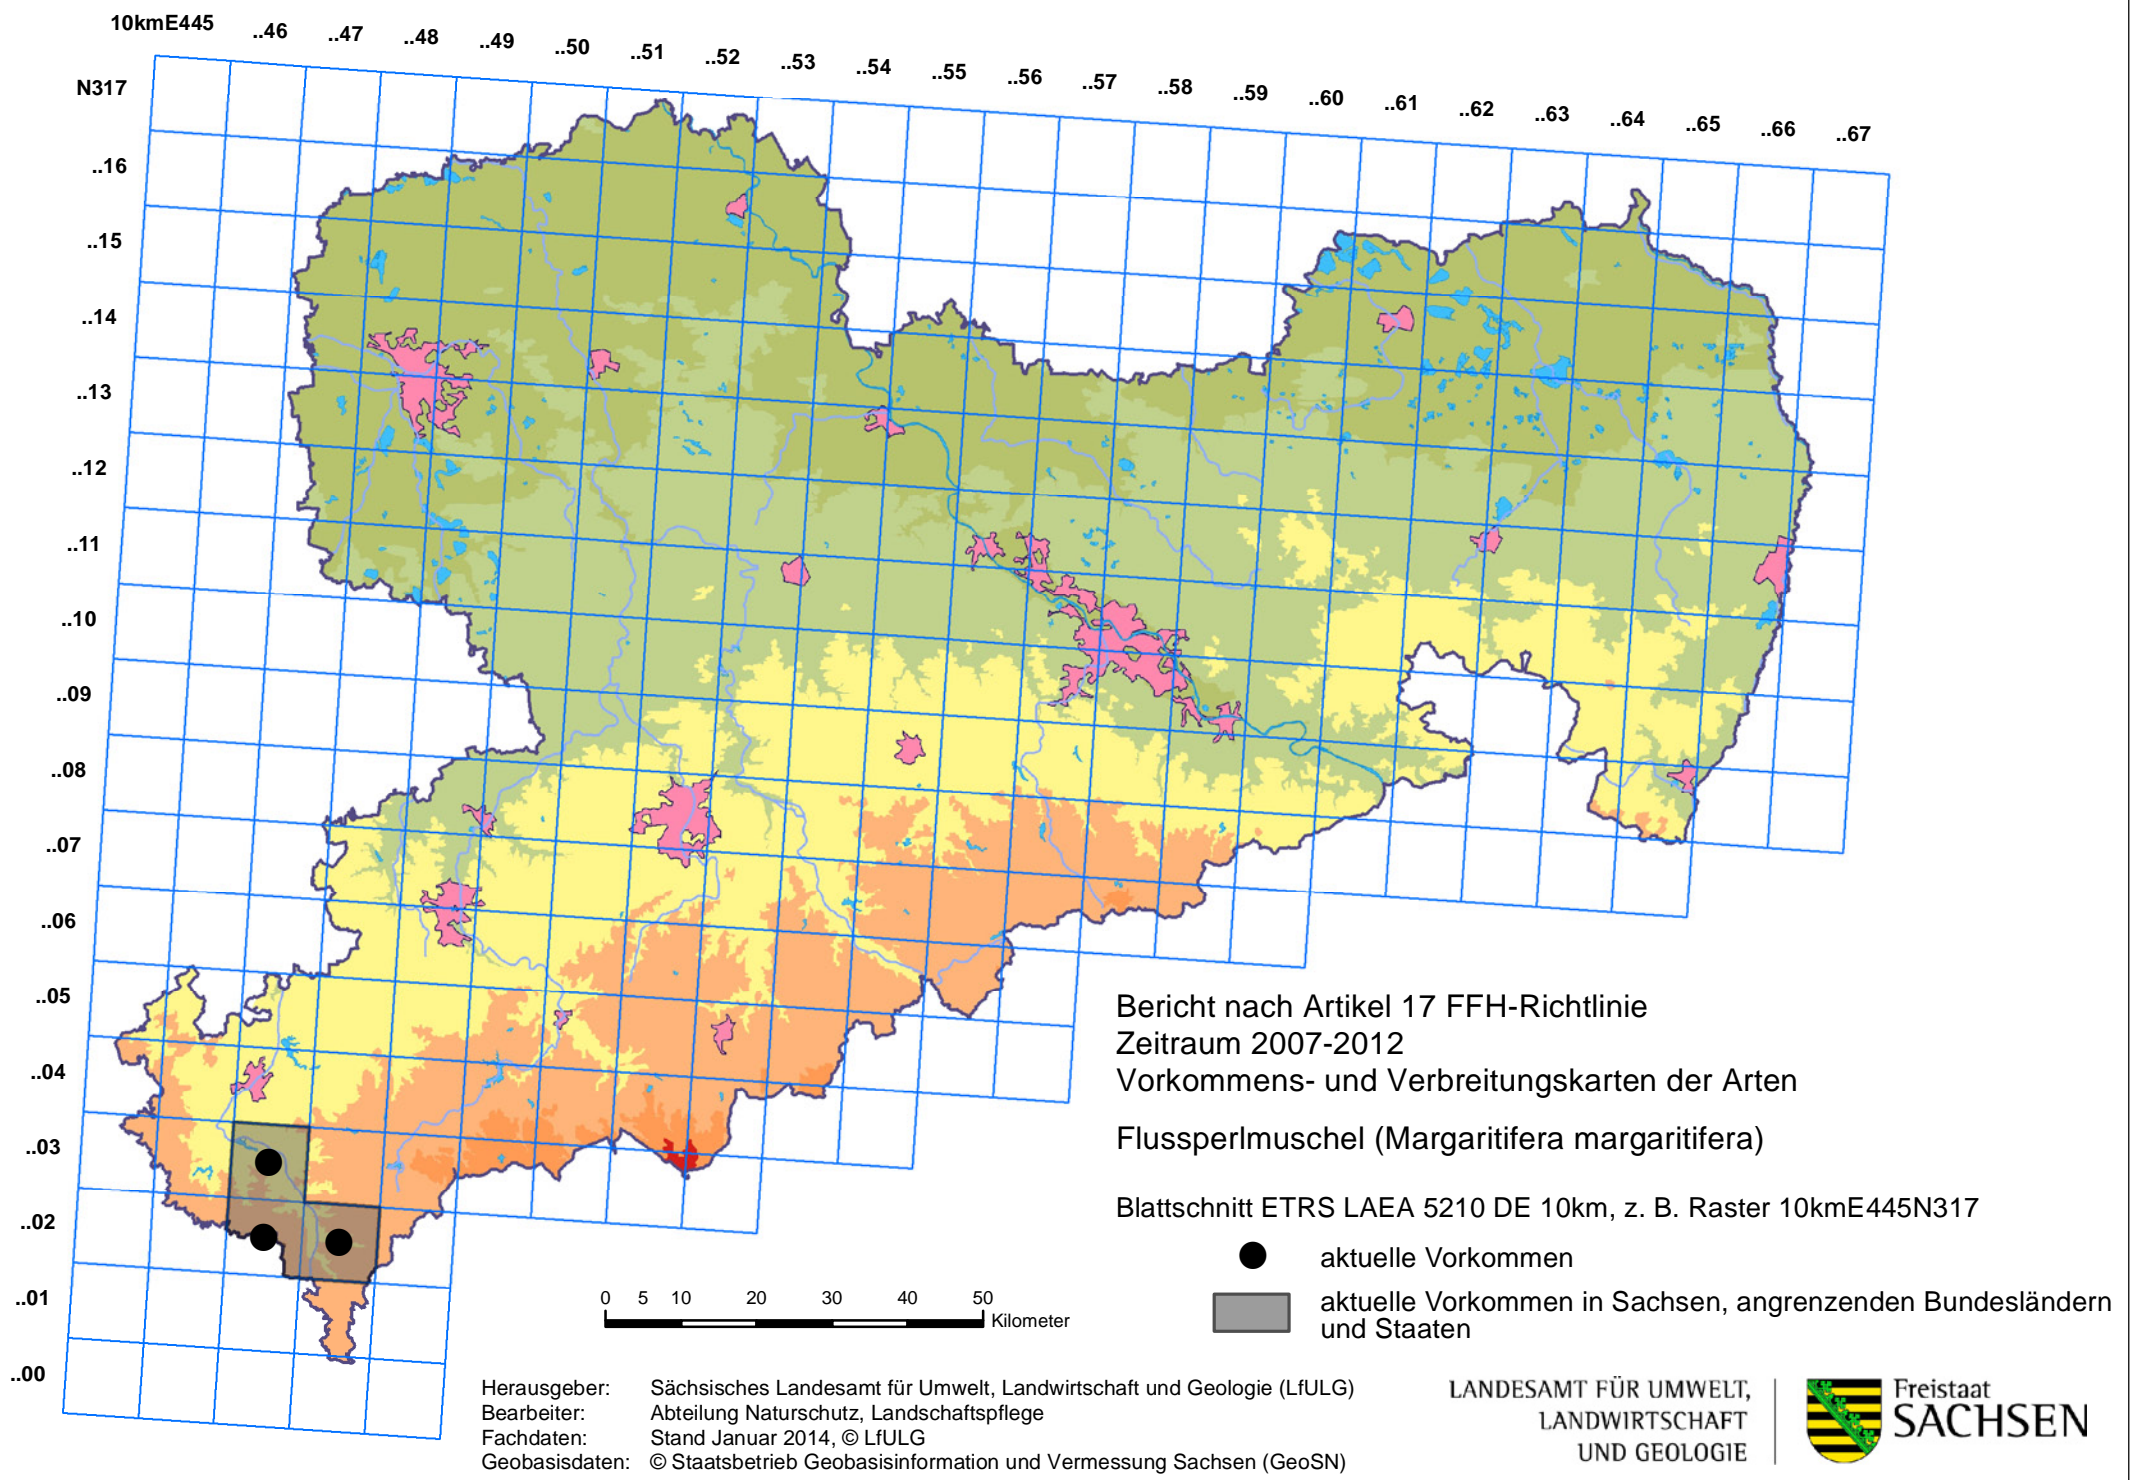 10kmE445 ..46 ..47 ..48 ..49 ..50 ..51 ..52 ..53 ..54 ..55 ..56 ..57 ..58 ..59 ..60 ..61 ..62 ..63 ..64 ..65 ..66 ..67
N317
..16
..15
..14
..13
..12
..11
..10
..09
..08
..07
..06
..05
..04
..03
..02
..01
..00
Bericht nach Artikel 17 FFH-Richtlinie
Zeitraum 2007-2012
Vorkommens- und Verbreitungskarten der Arten
Flussperlmuschel (Margaritifera margaritifera)
Blattschnitt ETRS LAEA 5210 DE 10km, z. B. Raster 10kmE445N317
aktuelle Vorkommen
aktuelle Vorkommen in Sachsen, angrenzenden Bundesländern
und Staaten
0 5 10 20 30 40 50
Kilometer
Herausgeber: Sächsisches Landesamt für Umwelt, Landwirtschaft und Geologie (LfULG)
Bearbeiter: Abteilung Naturschutz, Landschaftspflege
Fachdaten: Stand Januar 2014, © LfULG
Geobasisdaten: © Staatsbetrieb Geobasisinformation und Vermessung Sachsen (GeoSN)
LANDESAMT FÜR UMWELT,
LANDWIRTSCHAFT
UND GEOLOGIE
Freistaat
SACHSEN